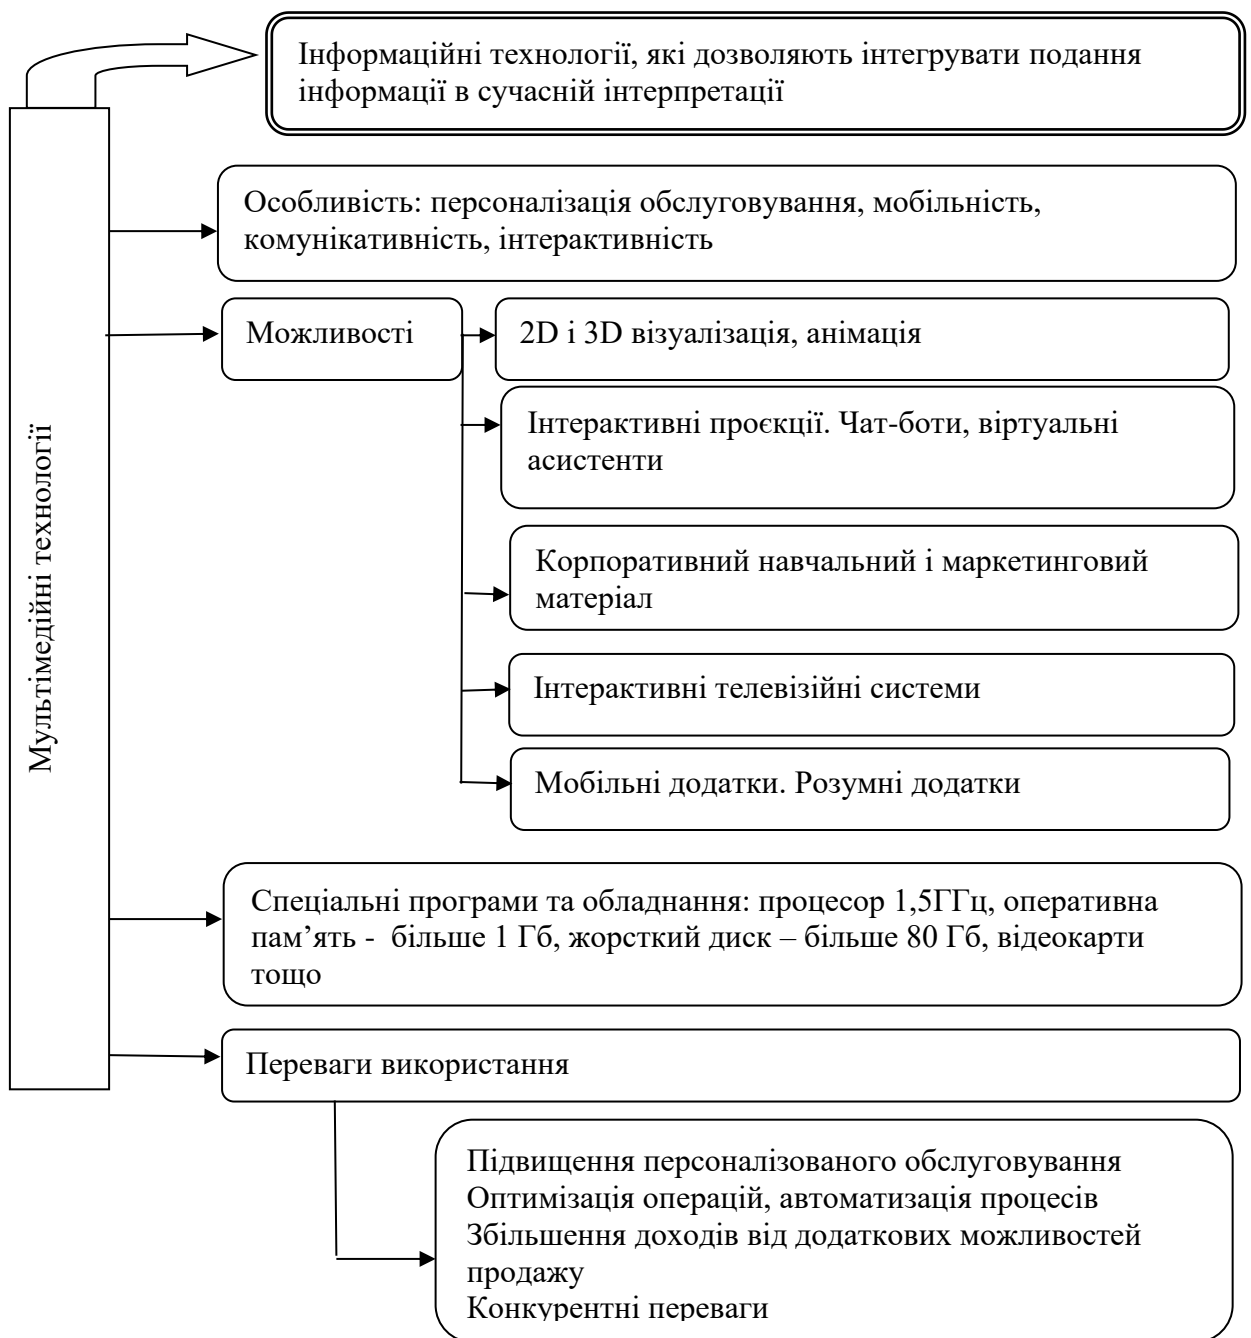 Інформаційні технології, які дозволяють інтегрувати подання
інформації в сучасній інтерпретації
Мультімедійні технології
Особливість: персоналізація обслуговування, мобільність,
комунікативність, інтерактивність
Можливості
2D і 3D візуалізація, анімація
Інтерактивні проєкції. Чат-боти, віртуальні
асистенти
Корпоративний навчальний і маркетинговий
матеріал
Інтерактивні телевізійні системи
Мобільні додатки. Розумні додатки
Спеціальні програми та обладнання: процесор 1,5ГГц, оперативна
пам’ять - більше 1 Гб, жорсткий диск – більше 80 Гб, відеокарти
тощо
Переваги використання
Підвищення персоналізованого обслуговування
Оптимізація операцій, автоматизація процесів
Збільшення доходів від додаткових можливостей
продажу
Конкурентні переваги